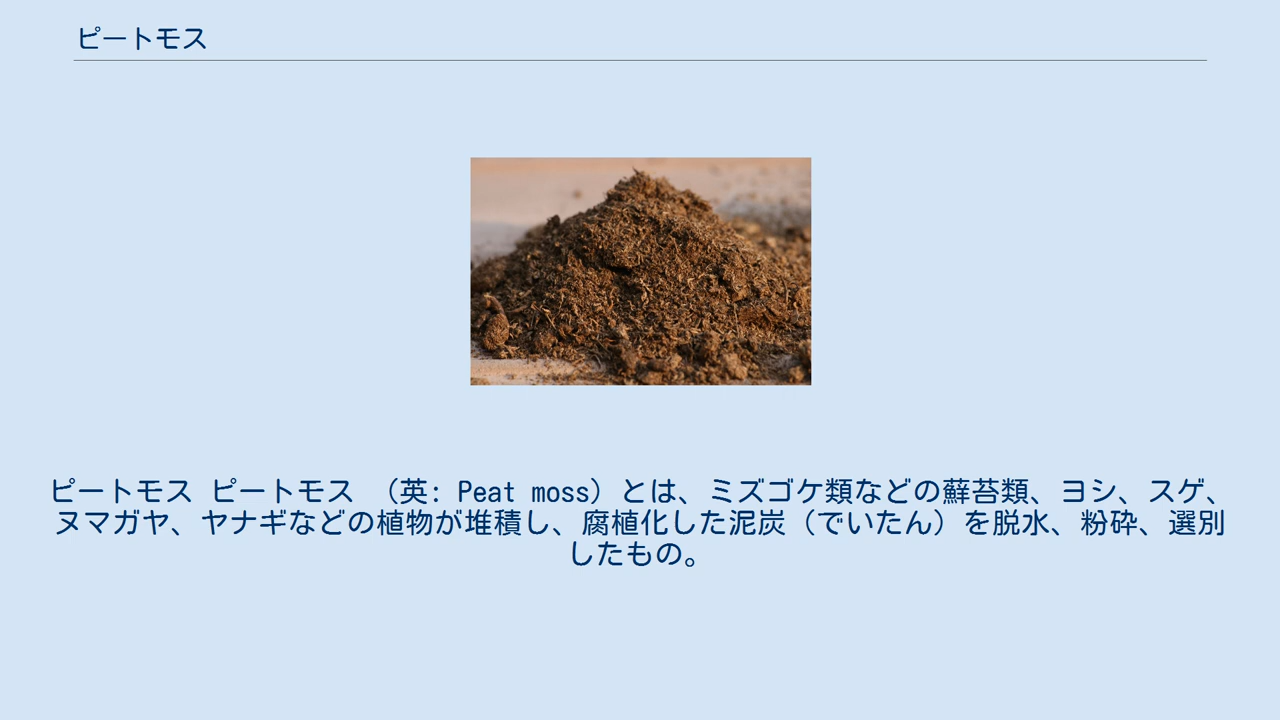 ピートモス
ピートモス ピートモス （英: Peat moss）とは、ミズゴケ類などの蘚苔類、ヨシ、スゲ、
ヌマガヤ、ヤナギなどの植物が堆積し、腐植化した泥炭（でいたん）を脱水、粉砕、選別
したもの。